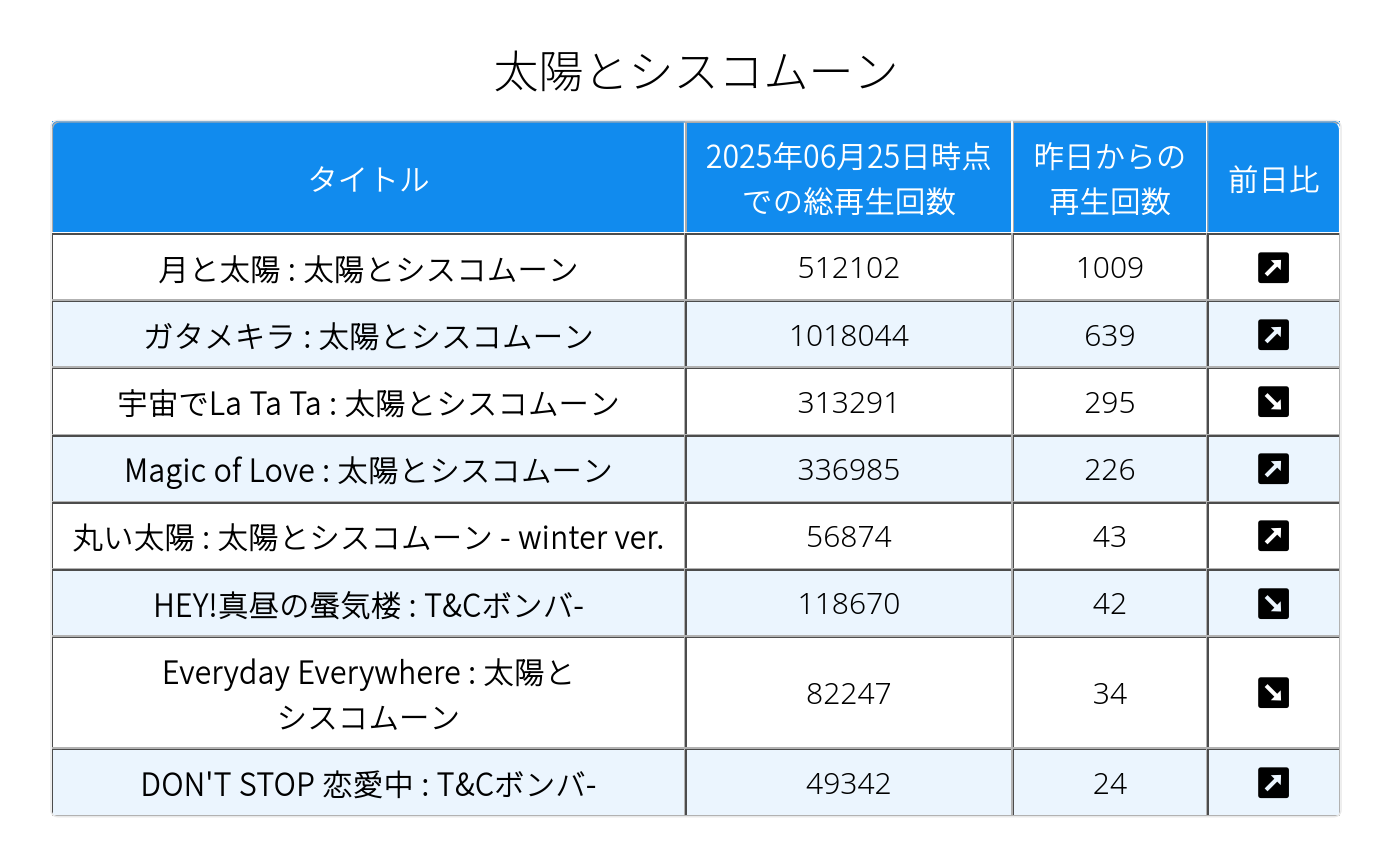 太陽とシスコムーン
タイトル
2025年06月25日時点
での総再生回数
昨日からの
再生回数
前日比
月と太陽 : 太陽とシスコムーン 512102 1009
ガタメキラ : 太陽とシスコムーン 1018044 639
宇宙でLa Ta Ta : 太陽とシスコムーン 313291 295
Magic of Love : 太陽とシスコムーン 336985 226
丸い太陽 : 太陽とシスコムーン - winter ver. 56874 43
HEY!真昼の蜃気楼 : T&Cボンバ- 118670 42
Everyday Everywhere : 太陽と
シスコムーン 82247 34
DON'T STOP 恋愛中 : T&Cボンバ- 49342 24